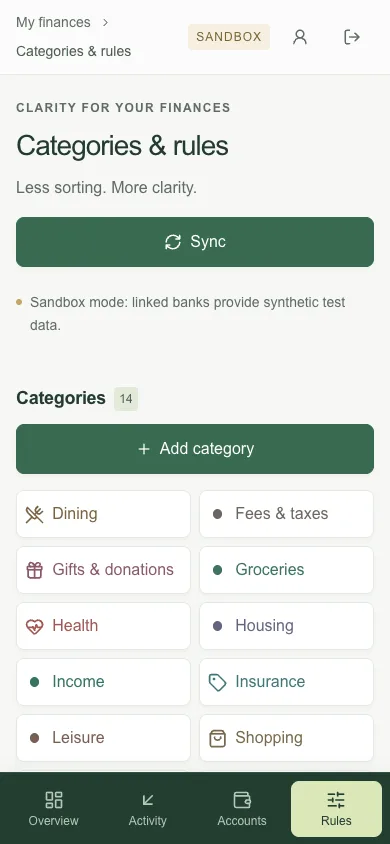 My finances
Categories & rules
SANDBOX
CLARITY FOR YOUR FINANCES
Categories & rules
Less sorting. More clarity.
Sync
Sandbox mode: linked banks provide synthetic test
data.
Categories 14
+ Add category
Dining
Fees & taxes
Gifts & donations
Groceries
Health
Housing
Income
Insurance
Leisure
Shopping
Overview
Activity
Accounts
Rules